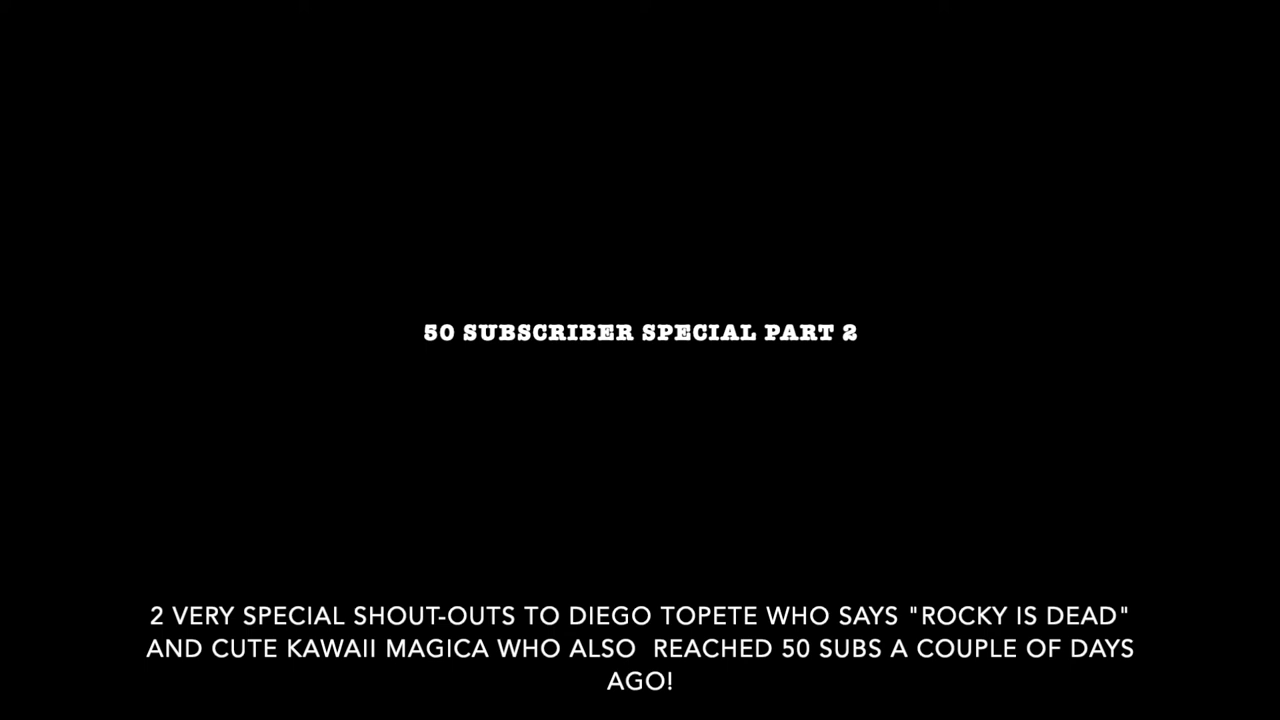 50 SUBSCRIBER SPECIAL PART 2
2 VERY SPECIAL SHOUT-OUTS TO DIEGO TOPETE WHO SAYS "ROCKY IS DEAD"
AND CUTE KAWAII MAGICA WHO ALSO  REACHED 50 SUBS A COUPLE OF DAYS
AGO!